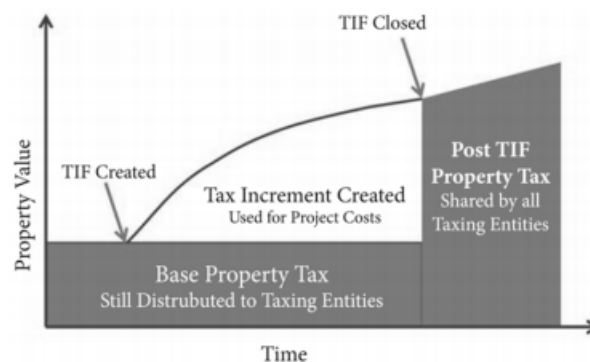 TIF Closed
TIF Created
Property Value
Tax Increment Created
Used for Project Costs
Post TIF
Property Tax
Shared by all
Taxing Entities
Base Property Tax
Still Distrubuted to Taxing Entities
Time